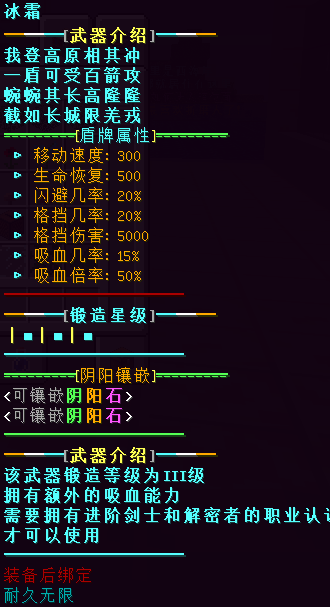 冰霜
[武器介绍]
我登高原相其冲
一盾可受百箭攻
蜿蜿其长高隆隆
截如长城限羌戎
[盾牌属性]
移动速度: 300
生命恢复: 500
闪避几率: 20%
格挡几率: 20%
格挡伤害: 5000
吸血几率: 15%
吸血倍率: 50%
[锻造星级]
|■|■|■
[阴阳镶嵌]
<可镶嵌阴阳石>
<可镶嵌阴阳石>
[武器介绍]
该武器锻造等级为III级
拥有额外的吸血能力
需要拥有进阶剑士和解密者的职业认
才可以使用
装备后绑定
耐久无限